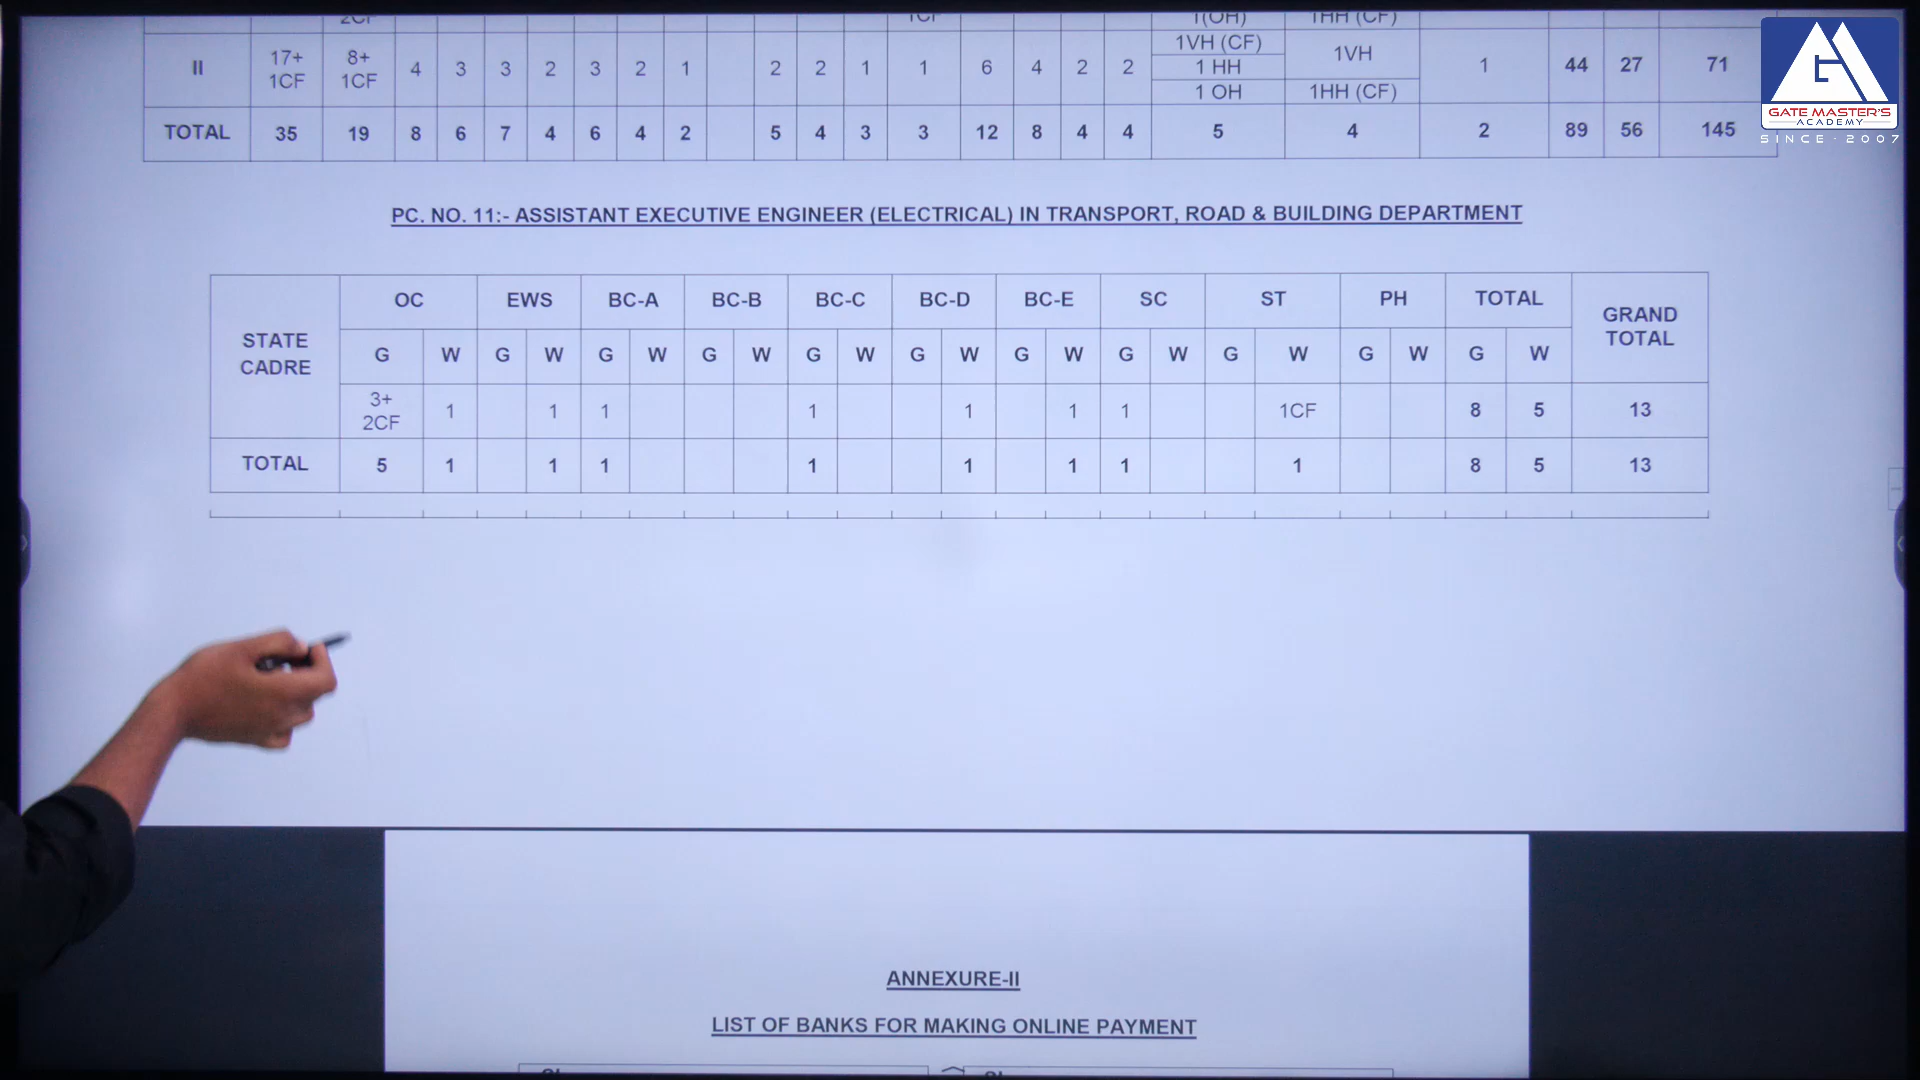 2CF 1CF 1(OH) 1HH (CF)
II 17+ 1CF 8+ 1CF 4 3 3 2 3 2 1 2 2 1 1 6 4 2 2 1VH (CF) 1 HH 1 OH 1VH 1HH (CF) 1 44 27 71
TOTAL 35 19 8 6 7 4 6 4 2 5 4 3 3 12 8 4 4 5 4 2 89 56 145
GATE MASTER'S
ACADEMY
SINCE - 2007
PC. NO. 11:- ASSISTANT EXECUTIVE ENGINEER (ELECTRICAL) IN TRANSPORT, ROAD & BUILDING DEPARTMENT
STATE CADRE OC EWS BC-A BC-B BC-C BC-D BC-E SC ST PH TOTAL GRAND TOTAL
G W G W G W G W G W G W G W G W G W G W G W
3+ 2CF 1 1 1 1 1 1 1 1CF 8 5 13
TOTAL 5 1 1 1 1 1 1 1 1 8 5 13
ANNEXURE-II
LIST OF BANKS FOR MAKING ONLINE PAYMENT